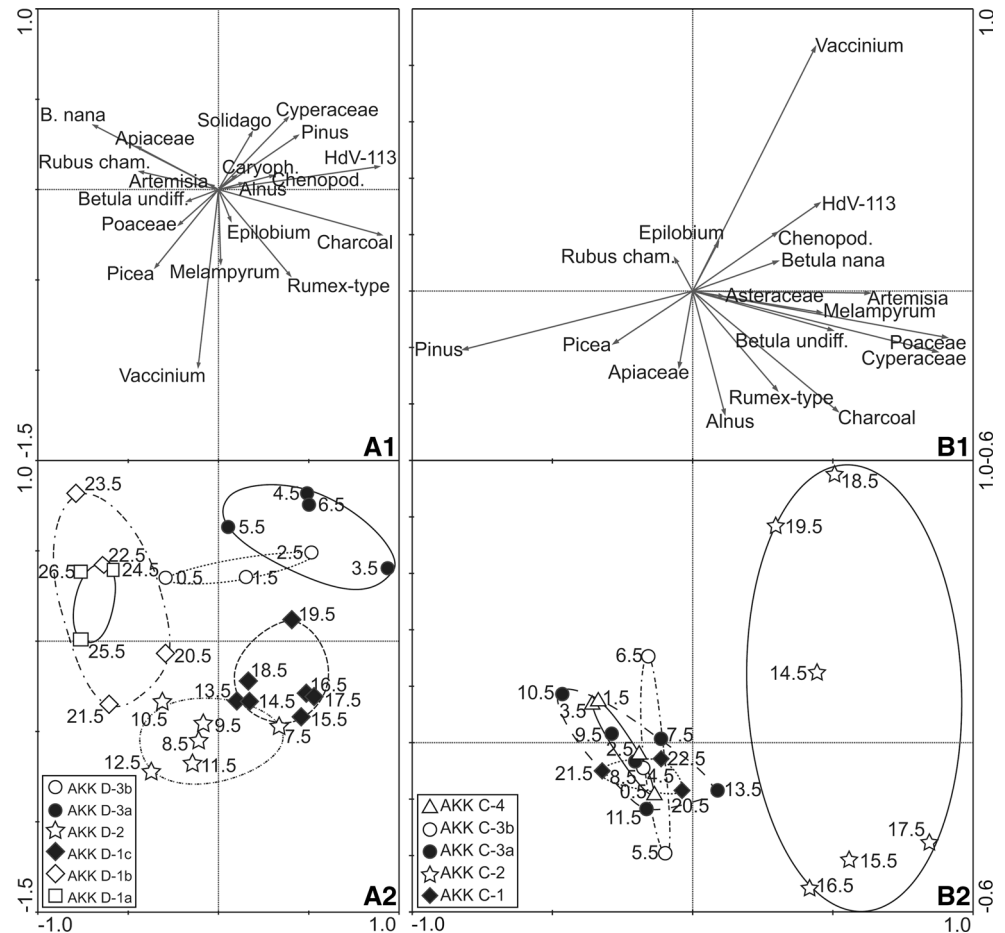 1.0
1.0
B. nana
Apiaceae
Solidago
Cyperaceae
Pinus
Rubus cham.
HdV-113
Caryoph.
Artemisia
Chenopod.
Alnus
Betula undiff.
Poaceae
Epilobium
Charcoal
Picea
Melampyrum
Rumex-type
Vaccinium
A1
Vaccinium
HdV-113
Epilobium
Chenopod.
Rubus cham.
Betula nana
Asteraceae
Artemisia
Melampyrum
Pinus
Picea
Betula undiff.
Poaceae
Cyperaceae
Apiaceae
Rumex-type
Alnus
Charcoal
B1
1.0 -1.5
1.0-0.6
23.5
4.5
6.5
5.5
22.5
2.5
26.5
24.5
0.5
1.5
3.5
19.5
25.5
20.5
18.5
16.5
13.5
14.5
17.5
21.5
10.5
9.5
15.5
7.5
8.5
12.5
11.5
AKK D-3b
AKK D-3a
AKK D-2
AKK D-1c
AKK D-1b
AKK D-1a
A2
18.5
19.5
6.5
14.5
10.5
1.5
3.5
9.5
7.5
2.5
22.5
21.5
8.5
4.5
0.5
20.5
13.5
11.5
5.5
17.5
15.5
16.5
AKK C-4
AKK C-3b
AKK C-3a
AKK C-2
AKK C-1
B2
-1.5
-0.6
-1.0
1.0
-1.0
1.0